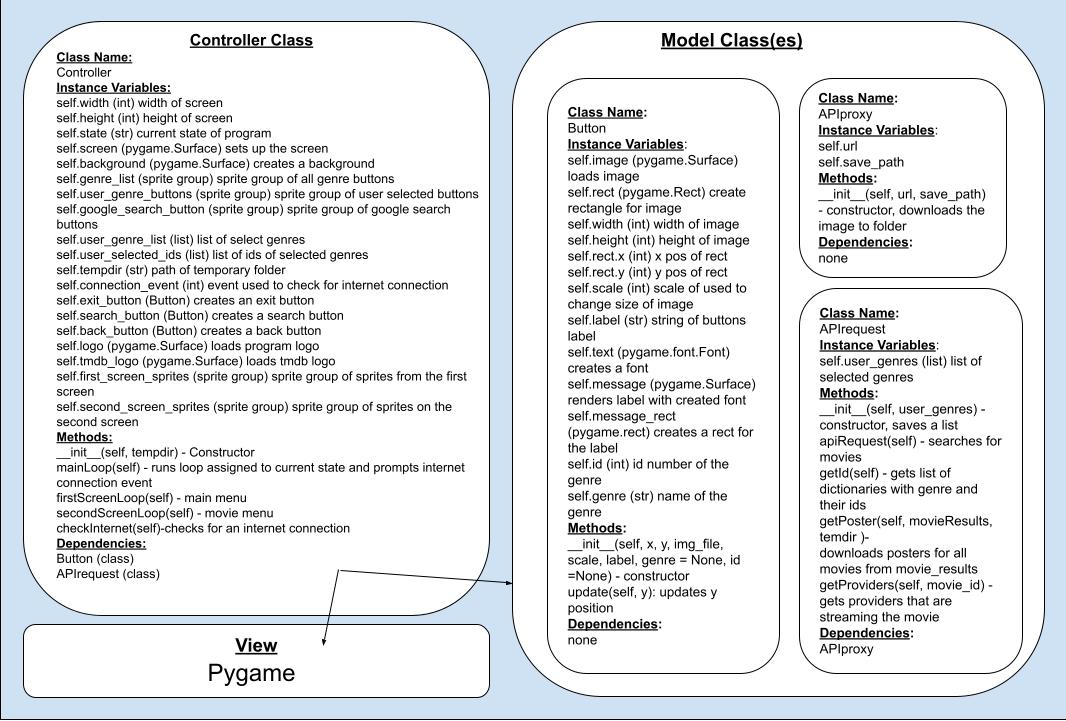 Controller Class
Class Name:
Controller
Instance Variables:
self.width (int) width of screen
self.height (int) height of screen
self.state (str) current state of program
self.screen (pygame.Surface) sets up the screen
self.background (pygame.Surface) creates a background
self.genre_list (sprite group) sprite group of all genre buttons
self.user_genre_buttons (sprite group) sprite group of user selected buttons
self.google_search_button (sprite group) sprite group of google search
buttons
self.user_genre_list (list) list of select genres
self.user_selected_ids (list) list of ids of selected genres
self.tempdir (str) path of temporary folder
self.connection_event (int) event used to check for internet connection
self.exit_button (Button) creates an exit button
self.search_button (Button) creates a search button
self.back_button (Button) creates a back button
self.logo (pygame.Surface) loads program logo
self.tmdb_logo (pygame.Surface) loads tmdb logo
self.first_screen_sprites (sprite group) sprite group of sprites from the first
screen
self.second_screen_sprites (sprite group) sprite group of sprites on the
second screen
Methods:
__init__(self, tempdir) - Constructor
mainLoop(self) - runs loop assigned to current state and prompts internet
connection event
firstScreenLoop(self) - main menu
secondScreenLoop(self) - movie menu
checkInternet(self)-checks for an internet connection
Dependencies:
Button (class)
APIrequest (class)
View
Pygame
Model Class(es)
Class Name:
Button
Instance Variables:
self.image (pygame.Surface)
loads image
self.rect (pygame.Rect) create
rectangle for image
self.width (int) width of image
self.height (int) height of image
self.rect.x (int) x pos of rect
self.rect.y (int) y pos of rect
self.scale (int) scale of used to
change size of image
self.label (str) string of buttons
label
self.text (pygame.font.Font)
creates a font
self.message (pygame.Surface)
renders label with created font
self.message_rect
(pygame.rect) creates a rect for
the label
self.id (int) id number of the
genre
self.genre (str) name of the
genre
Methods:
__init__(self, x, y, img_file,
scale, label, genre = None, id
=None) - constructor
update(self, y): updates y
position
Dependencies:
none
Class Name:
APIproxy
Instance Variables:
self.url
self.save_path
Methods:
__init__(self, url, save_path)
- constructor, downloads the
image to folder
Dependencies:
none
Class Name:
APIrequest
Instance Variables:
self.user_genres (list) list of
selected genres
Methods:
__init__(self, user_genres) -
constructor, saves a list
apiRequest(self) - searches for
movies
getId(self) - gets list of
dictionaries with genre and
their ids
getPoster(self, movieResults,
temdir )-
downloads posters for all
movies from movie_results
getProviders(self, movie_id) -
gets providers that are
streaming the movie
Dependencies:
APIproxy